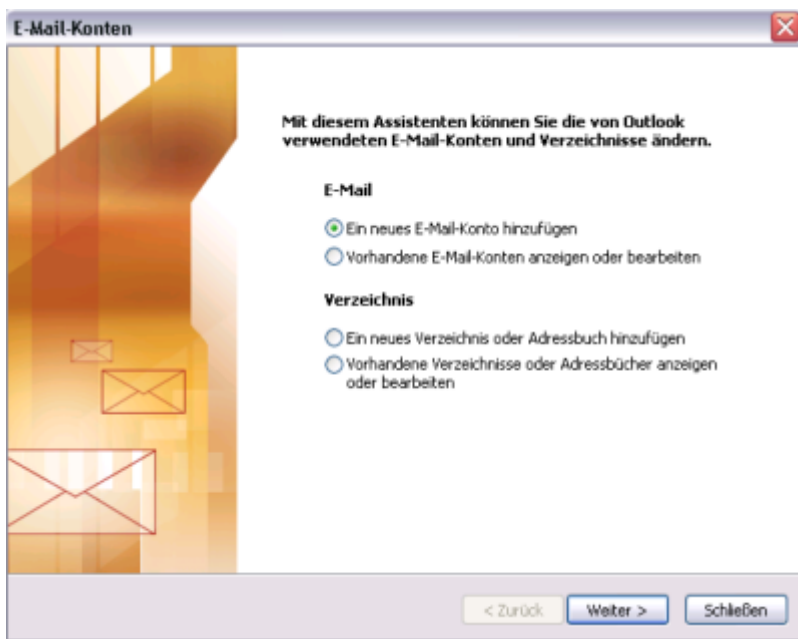 E-Mail-Konten
Mit diesem Assistenten können Sie die von Outlook
verwendeten E-Mail-Konten und Verzeichnisse ändern.
E-Mail
Ein neues E-Mail-Konto hinzufügen
Vorhandene E-Mail-Konten anzeigen oder bearbeiten
Verzeichnis
Ein neues Verzeichnis oder Adressbuch hinzufügen
Vorhandene Verzeichnisse oder Adressbücher anzeigen
oder bearbeiten
< Zurück Weiter > Schließen